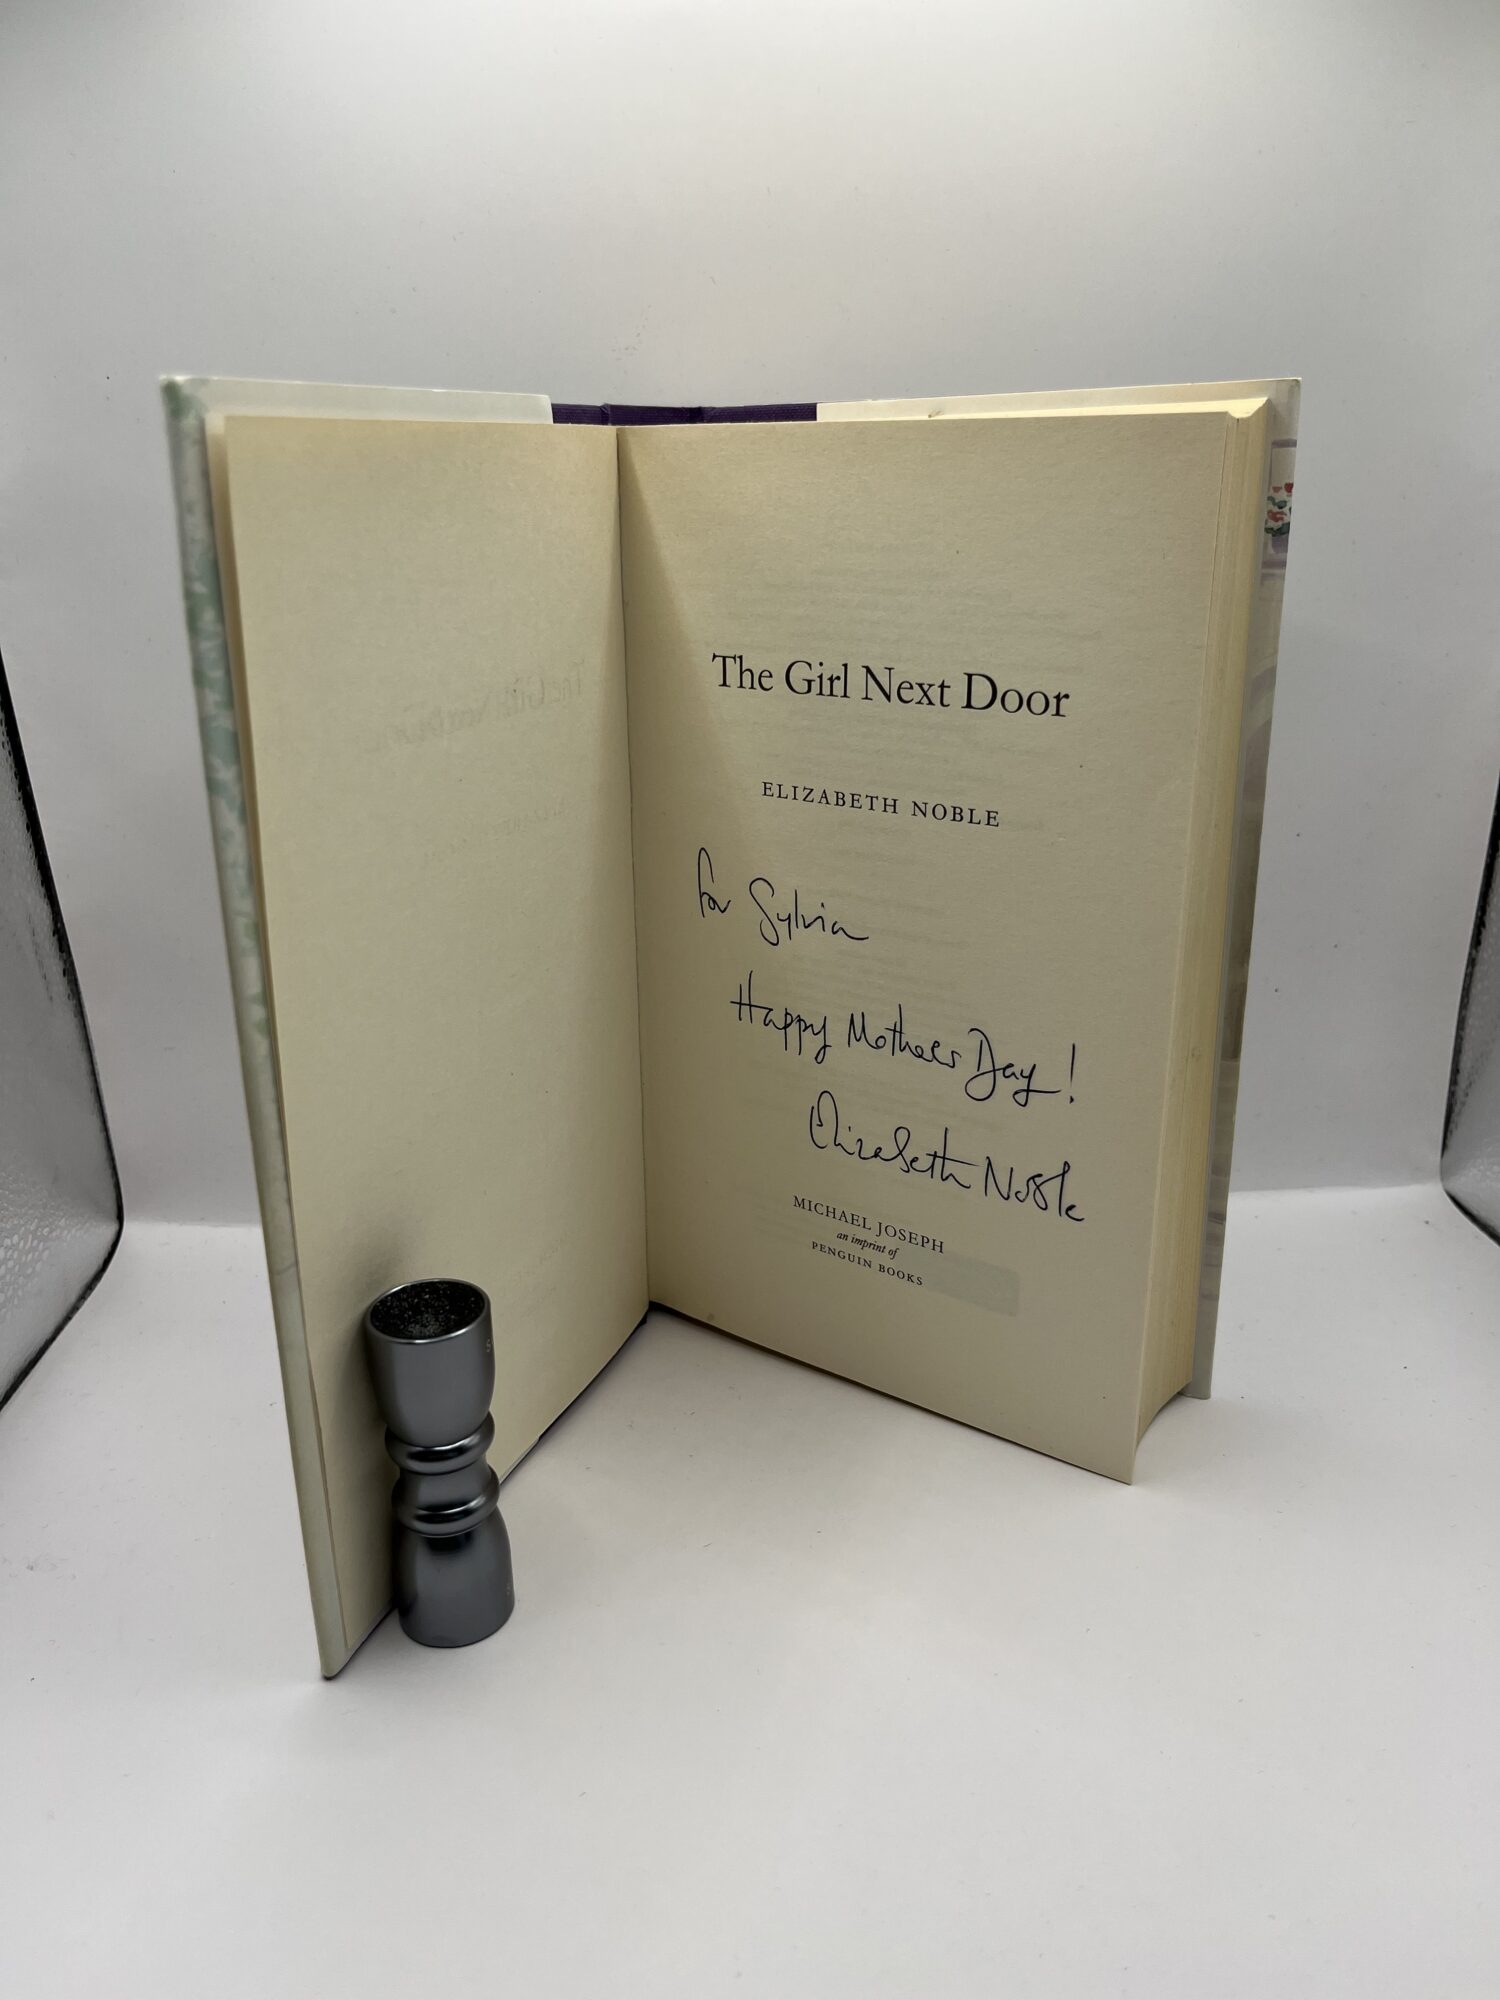 The Girl Next Door
ELIZABETH NOBLE
for Sylvia
Happy Mothers Day!
Elizabeth Noble
MICHAEL JOSEPH
an imprint of
PENGUIN BOOKS